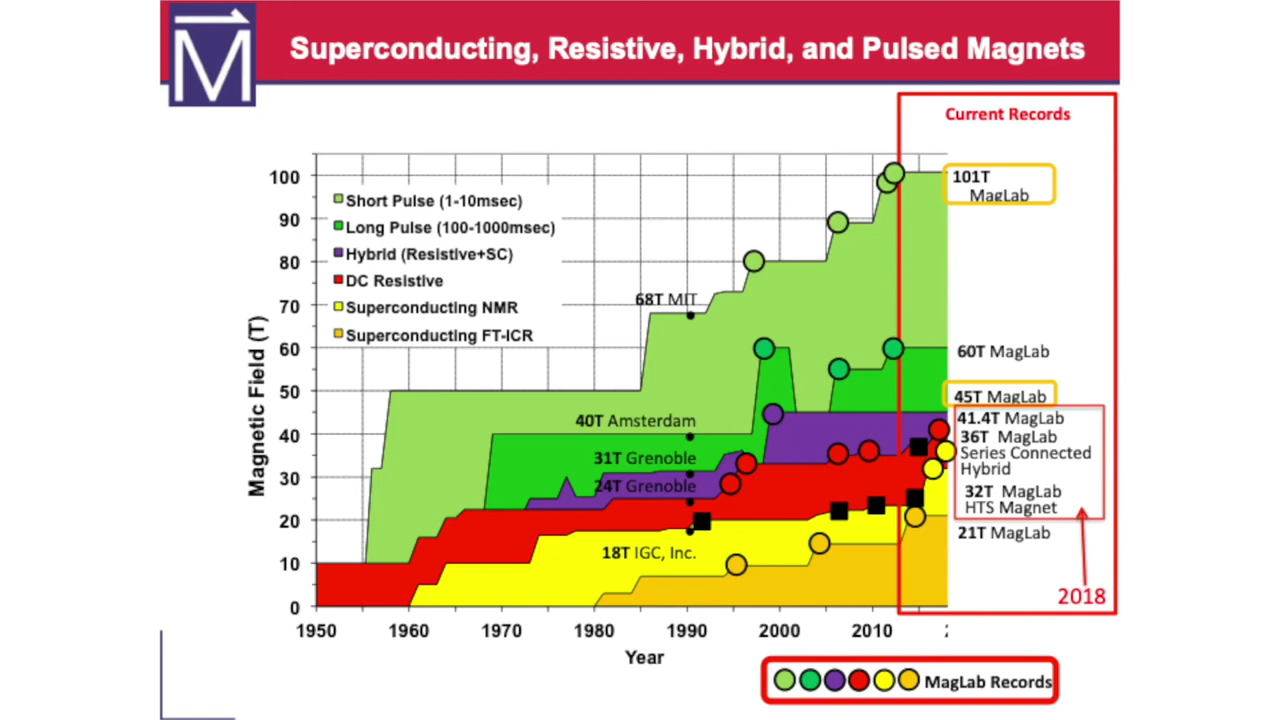 M
Superconducting, Resistive, Hybrid, and Pulsed Magnets
Current Records
100
90
80
70
60
50
40
30
20
10
0
Magnetic Field (T)
Short Pulse (1-10msec)
Long Pulse (100-1000msec)
Hybrid (Resistive+SC)
DC Resistive
Superconducting NMR
Superconducting FT-ICR
68T MIT
40T Amsterdam
31T Grenoble
24T Grenoble
18T IGC, Inc.
101T
MagLab
60T MagLab
45T MagLab
41.4T MagLab
36T MagLab
Series Connected
Hybrid
32T MagLab
HTS Magnet
21T MagLab
2018
1950 1960 1970 1980 1990 2000 2010
Year
MagLab Records